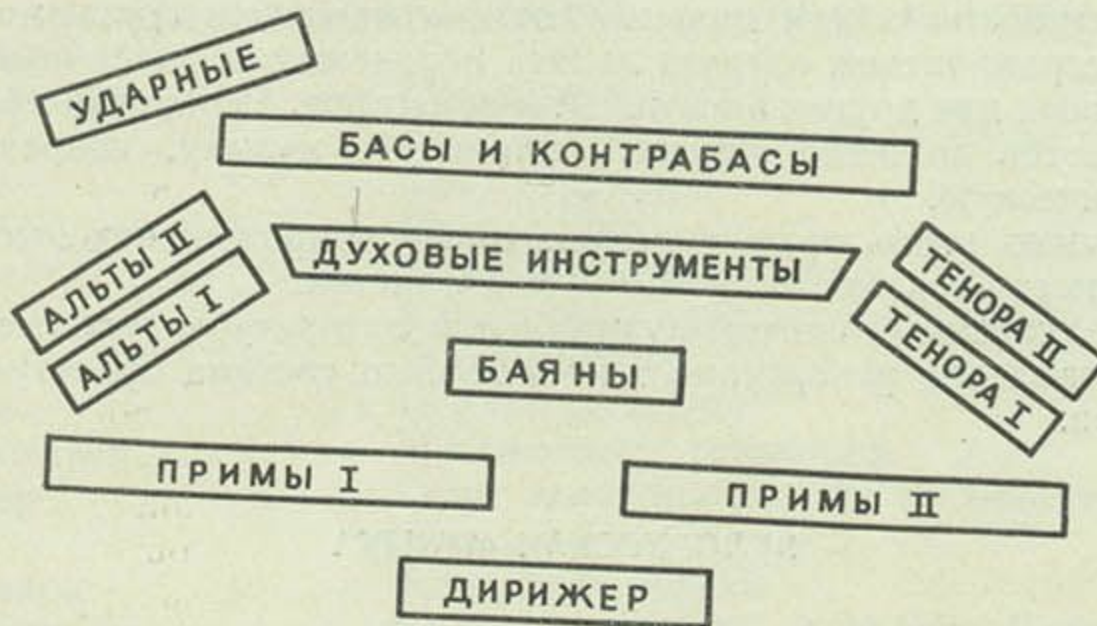 УДАРНЫЕ
БАСЫ И КОНТРАБАСЫ
АЛЬТЫ II
АЛЬТЫ I
ДУХОВЫЕ ИНСТРУМЕНТЫ
ТЕНОРА II
ТЕНОРА I
БАЯНЫ
ПРИМЫ I
ПРИМЫ II
ДИРИЖЕР